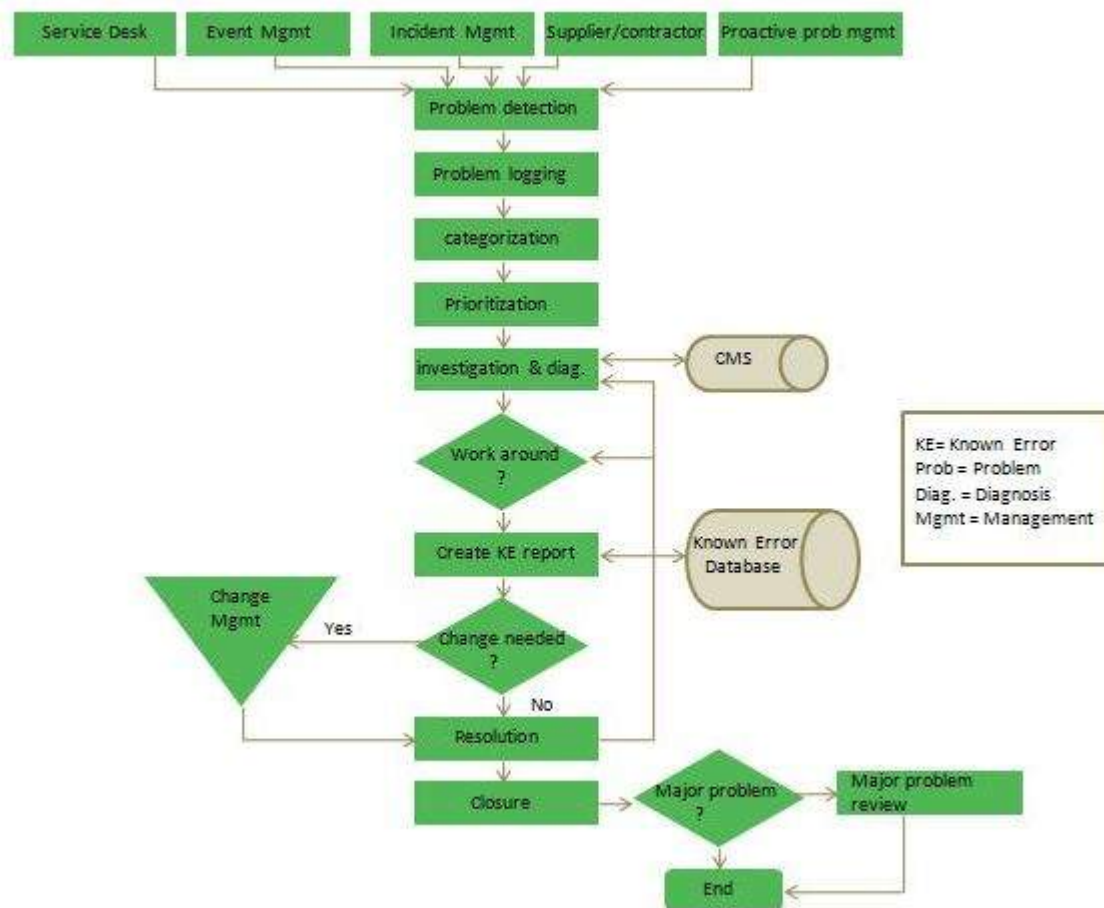 Service Desk
Event Mgmt
Incident Mgmt
Supplier/contractor
Proactive prob mgmt
Problem detection
Problem logging
categorization
Prioritization
investigation & diag.
CMS
Work around
?
KE= Known Error
Prob = Problem
Diag. = Diagnosis
Mgmt = Management
Create KE report
Known Error
Database
Change
Mgmt
Yes
Change needed
?
No
Resolution
Closure
Major problem
?
Major problem
review
End